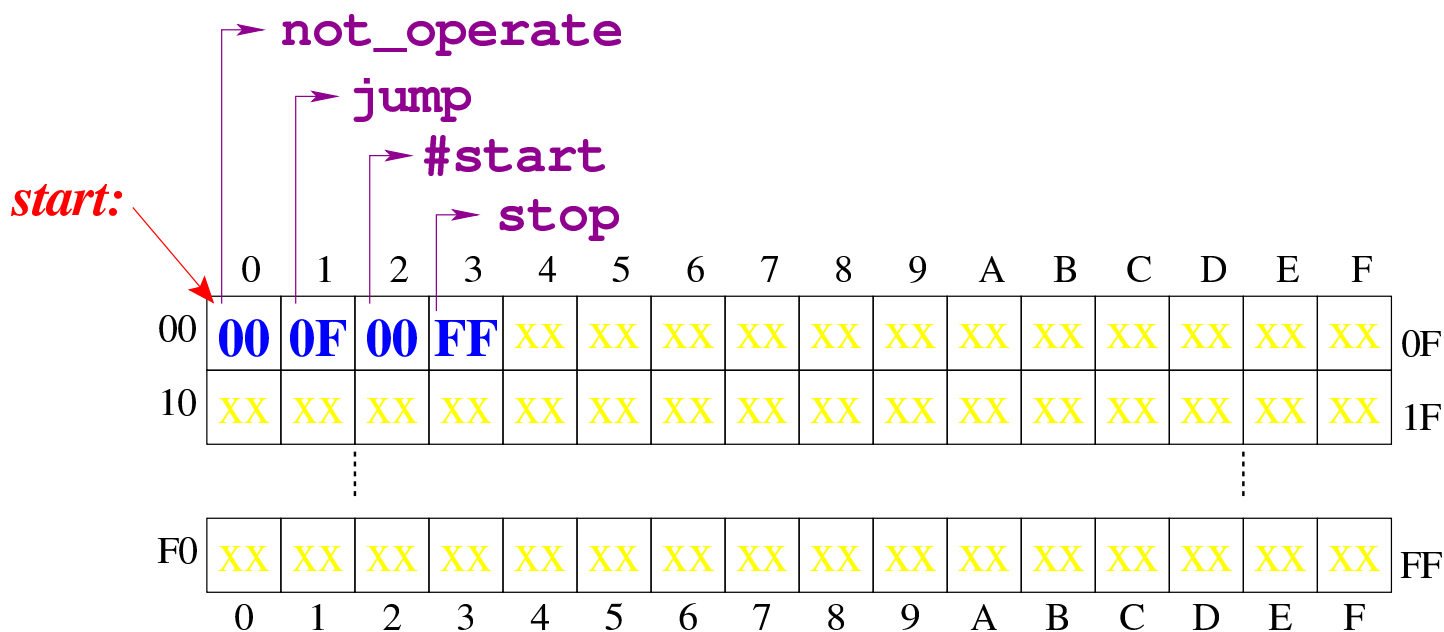 not_operate
jump
#start
start:
stop
0 1 2 3 4 5 6 7 8 9 A B C D E F
00 00 0F 00 FF XX XX XX XX XX XX XX XX XX XX XX XX 0F
10 XX XX XX XX XX XX XX XX XX XX XX XX XX XX XX XX 1F
F0 XX XX XX XX XX XX XX XX XX XX XX XX XX XX XX XX FF
0 1 2 3 4 5 6 7 8 9 A B C D E F